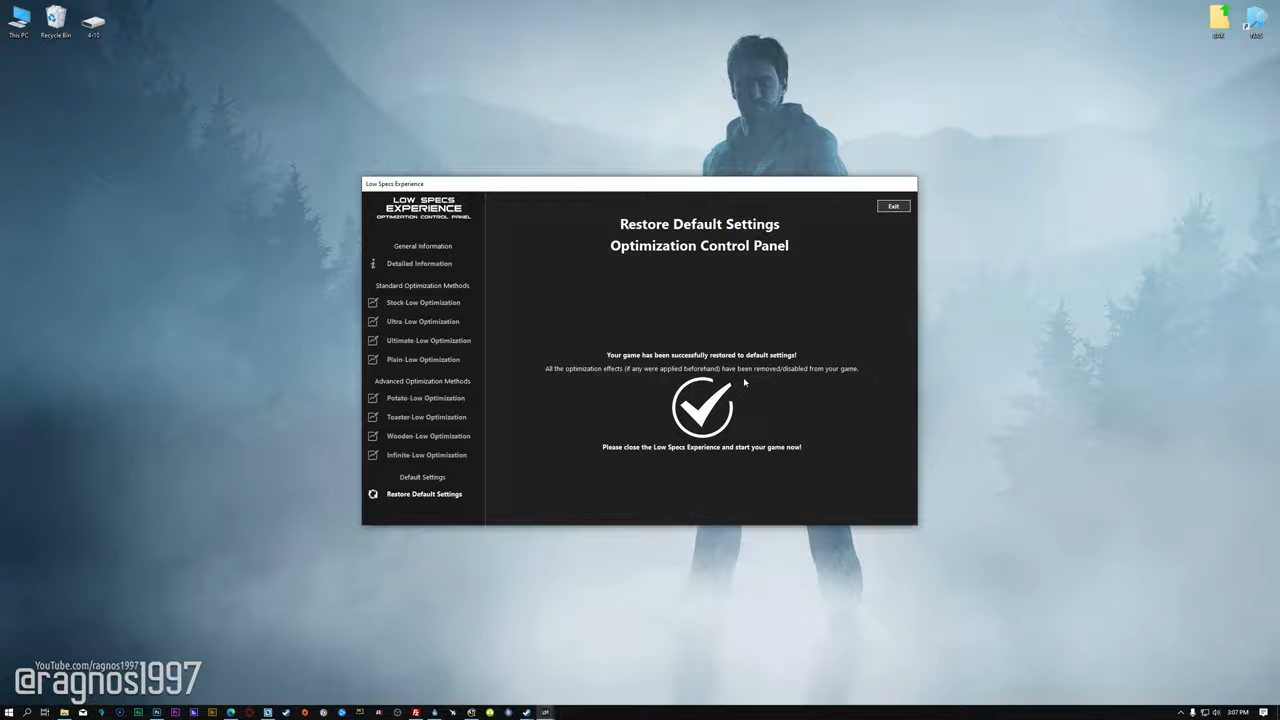 This PC
Recycle Bin
4-10
BAK
NAS
Low Specs Experience
LOW SPECS
EXPERIENCE
OPTIMIZATION CONTROL PANEL
General Information
Detailed Information
Standard Optimization Methods
Stock-Low Optimization
Ultra-Low Optimization
Ultimate-Low Optimization
Plain-Low Optimization
Advanced Optimization Methods
Potato-Low Optimization
Toaster-Low Optimization
Wooden-Low Optimization
Infinite-Low Optimization
Default Settings
Restore Default Settings
Exit
Restore Default Settings
Optimization Control Panel
Your game has been successfully restored to default settings!
All the optimization effects (if any were applied beforehand) have been removed/disabled from your game.
Please close the Low Specs Experience and start your game now!
YouTube.com/ragnos1997
@ragnos1997
3:07 PM